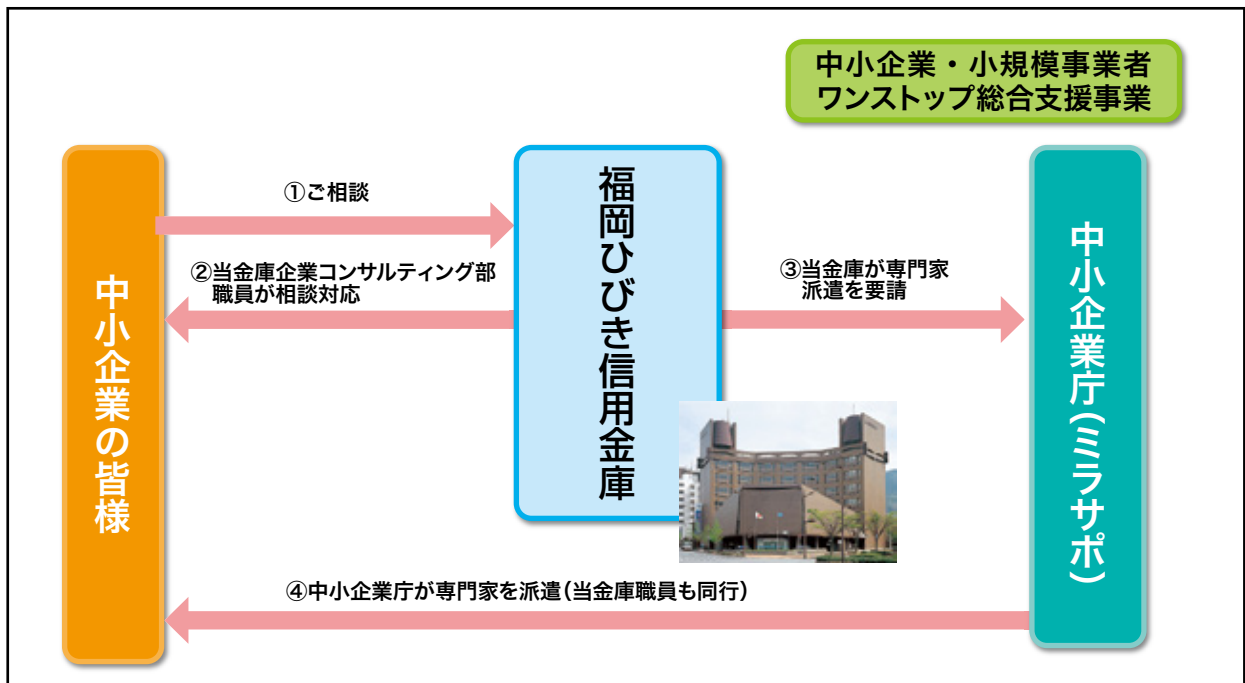 中小企業・小規模事業者
ワンストップ総合支援事業
中小企業の皆様
①ご相談
②当金庫企業コンサルティング部
職員が相談対応
福岡ひびき信用金庫
③当金庫が専門家
派遣を要請
中小企業庁(ミラサポ)
④中小企業庁が専門家を派遣(当金庫職員も同行)